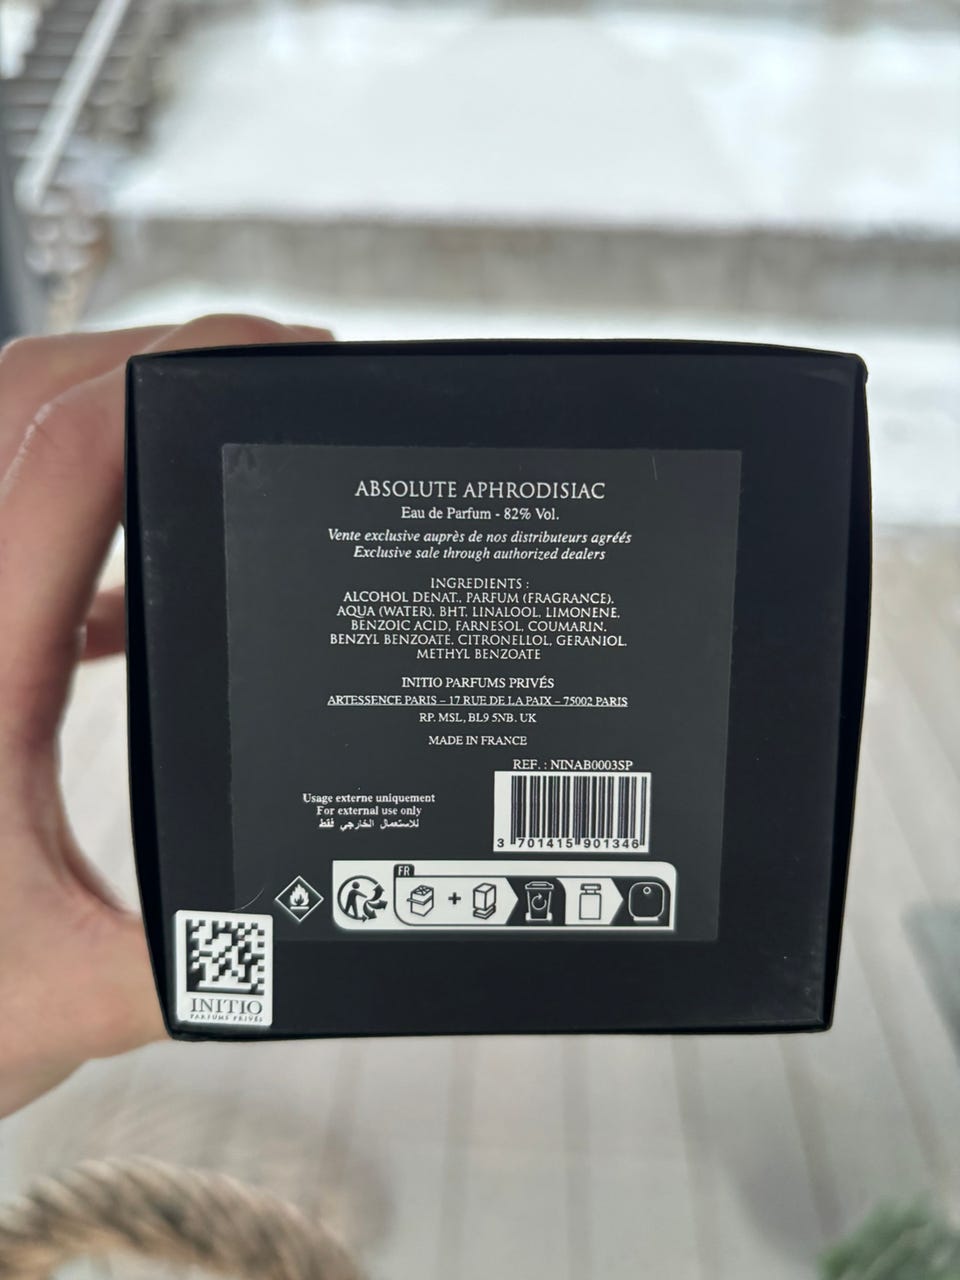 ABSOLUTE APHRODISIAC
Eau de Parfum - 82% Vol.
Vente exclusive auprès de nos distributeurs agréés
Exclusive sale through authorized dealers
INGREDIENTS :
ALCOHOL DENAT., PARFUM (FRAGRANCE),
AQUA (WATER), BHT, LINALOOL, LIMONENE,
BENZOIC ACID, FARNESOL, COUMARIN,
BENZYL BENZOATE, CITRONELLOL, GERANIOL,
METHYL BENZOATE
INITIO PARFUMS PRIVÉS
ARTESSENCE PARIS – 17 RUE DE LA PAIX – 75002 PARIS
RP. MSL, BL9 5NB. UK
MADE IN FRANCE
REF. : NINAB0003SP
Usage externe uniquement
For external use only
للاستعمال الخارجي فقط
3 701415 901346
FR
INITIO
PARFUMS PRIVÉS